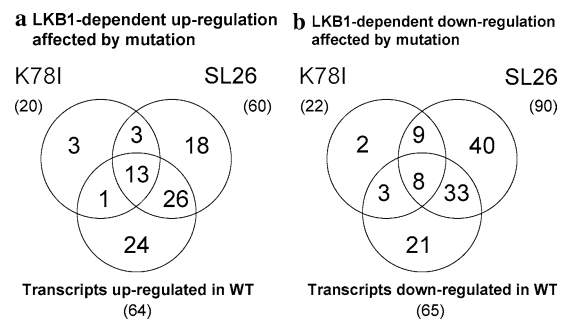 a LKB1-dependent up-regulation
affected by mutation
K78I SL26
(20) (60)
3 3 18
13
1 26
24
Transcripts up-regulated in WT
(64)
b LKB1-dependent down-regulation
affected by mutation
K78I SL26
(22) (90)
2 9 40
8
3 33
21
Transcripts down-regulated in WT
(65)